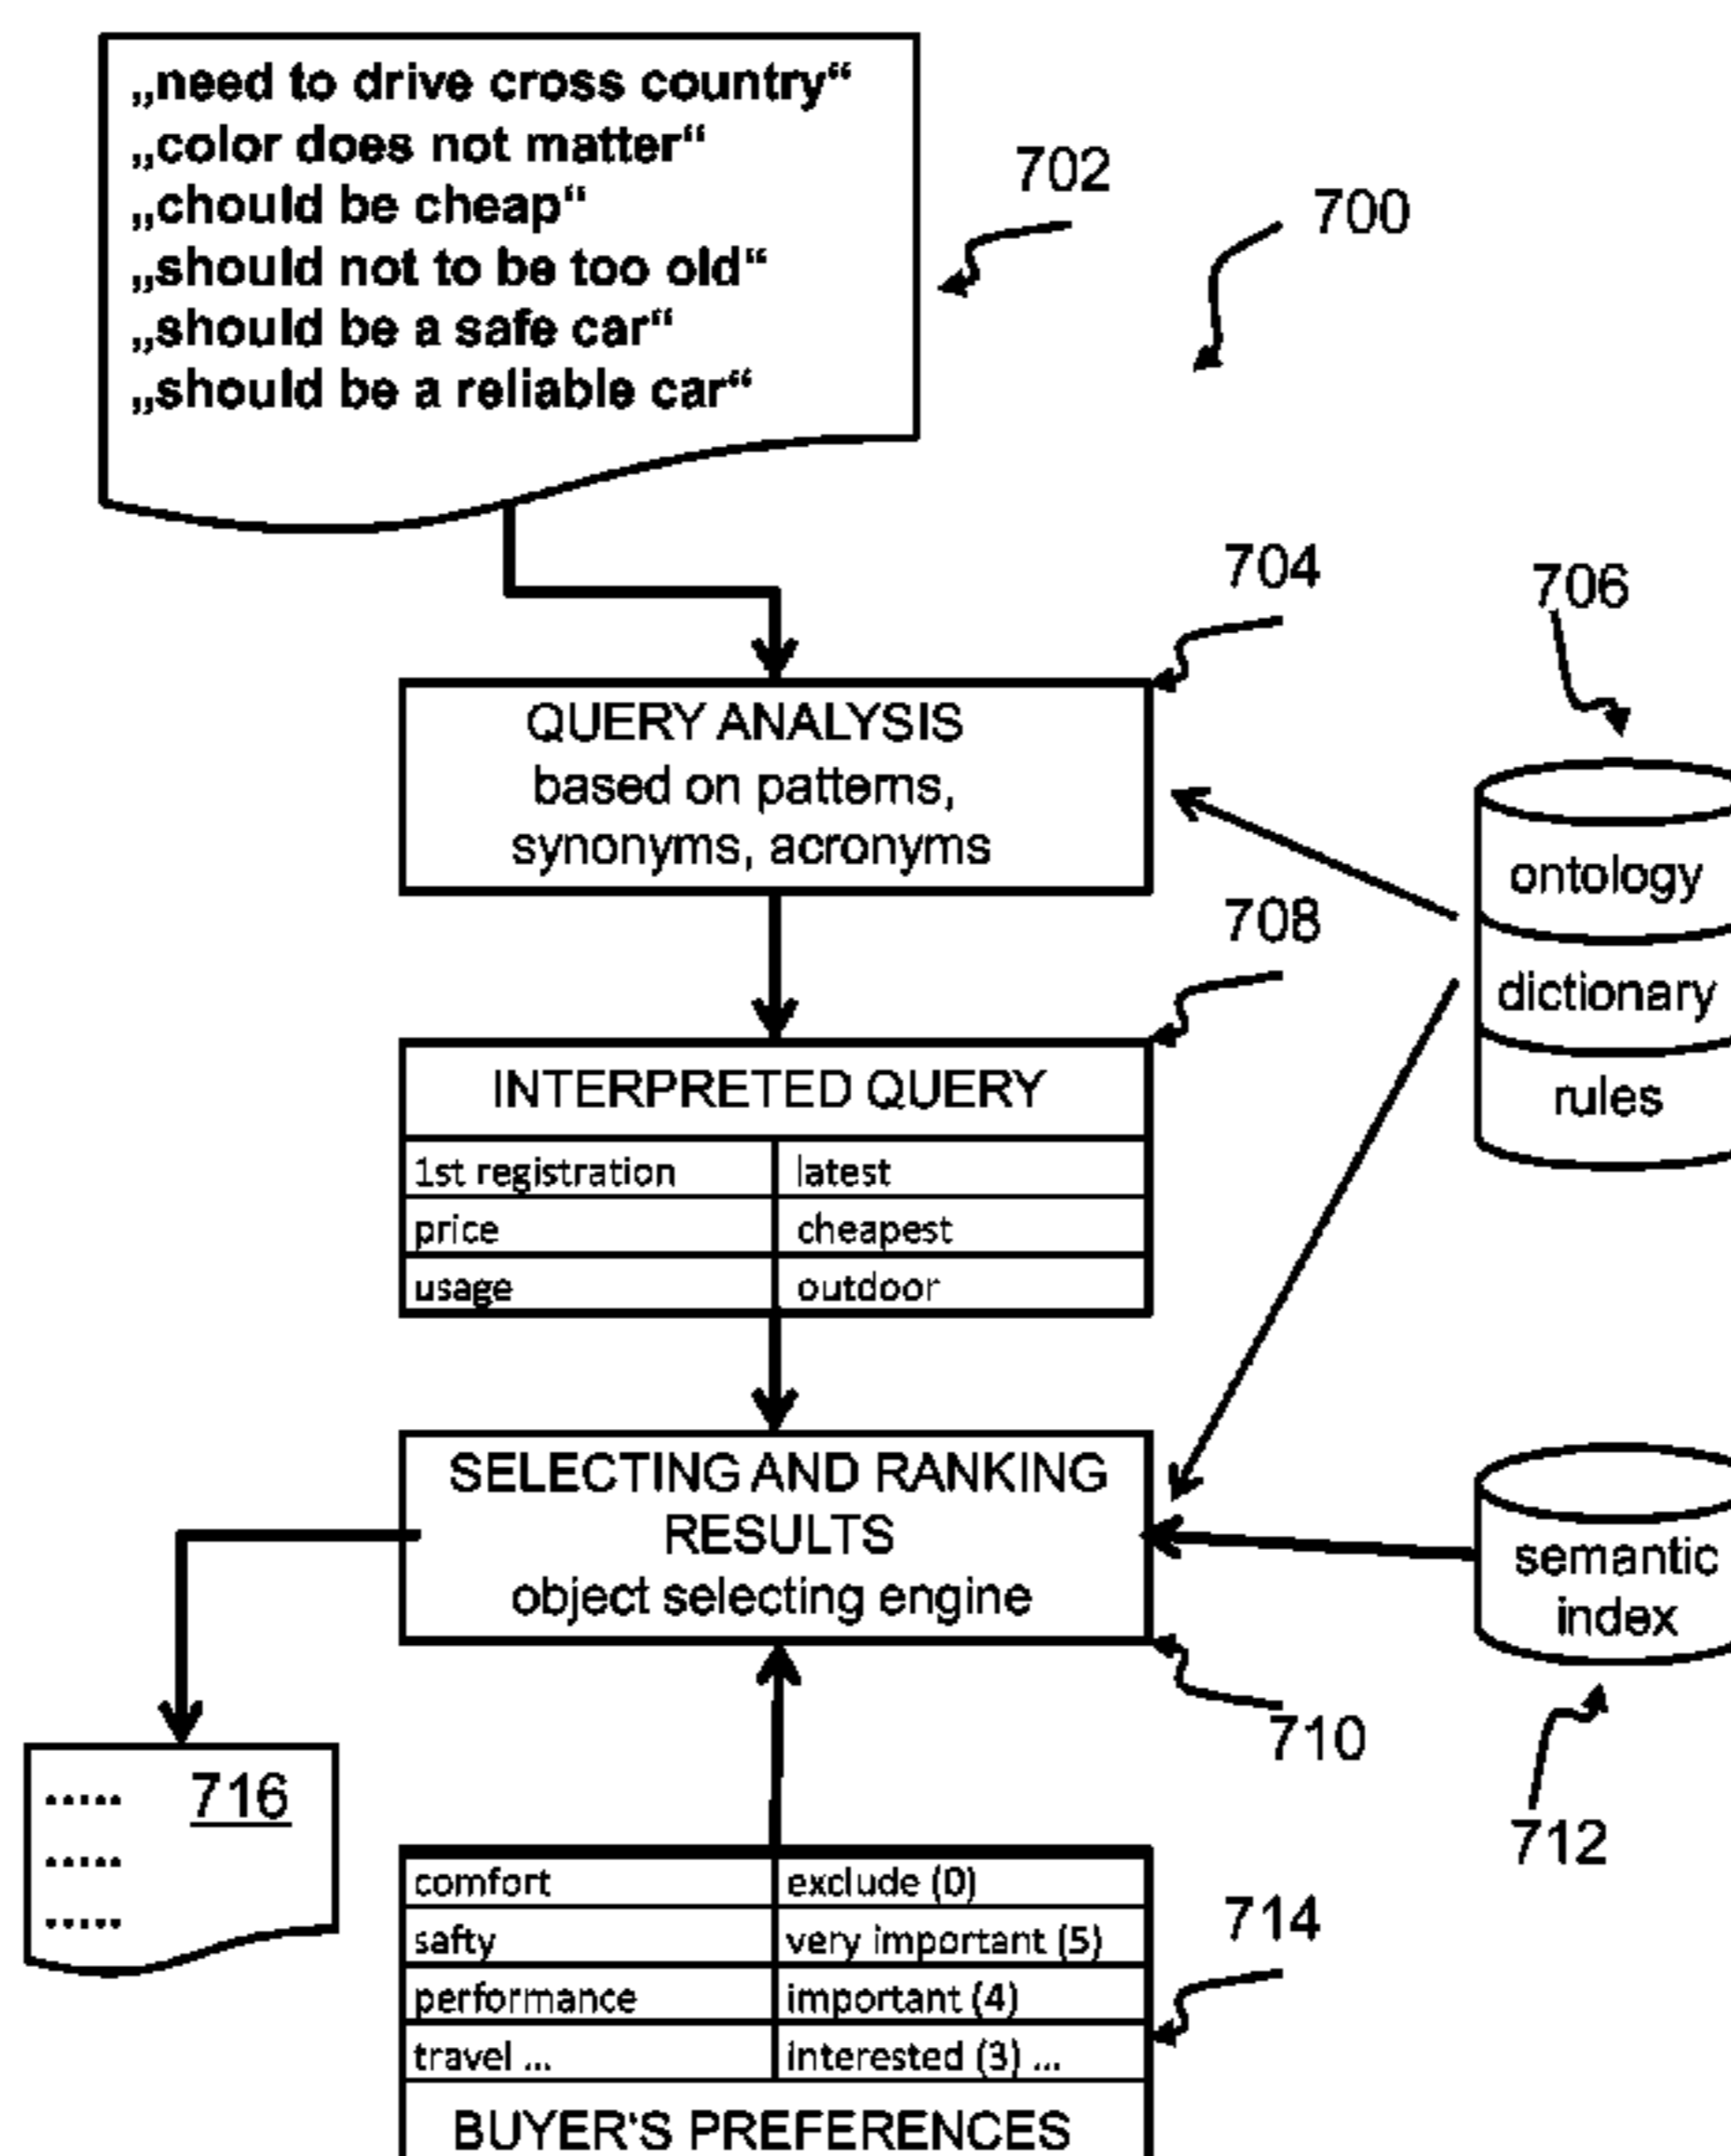 „need to drive cross country“
„color does not matter“
„chould be cheap“
„should not to be too old“
„should be a safe car“
„should be a reliable car“
702
700
704
706
QUERY ANALYSIS
based on patterns,
synonyms, acronyms
ontology
dictionary
rules
708
INTERPRETED QUERY
1st registration latest
price cheapest
usage outdoor
SELECTING AND RANKING
RESULTS
object selecting engine
semantic
index
710
712
716
.....
.....
.....
comfort exclude (0)
safty very important (5)
performance important (4)
travel ... interested (3) ...
714
BUYER'S PREFERENCES